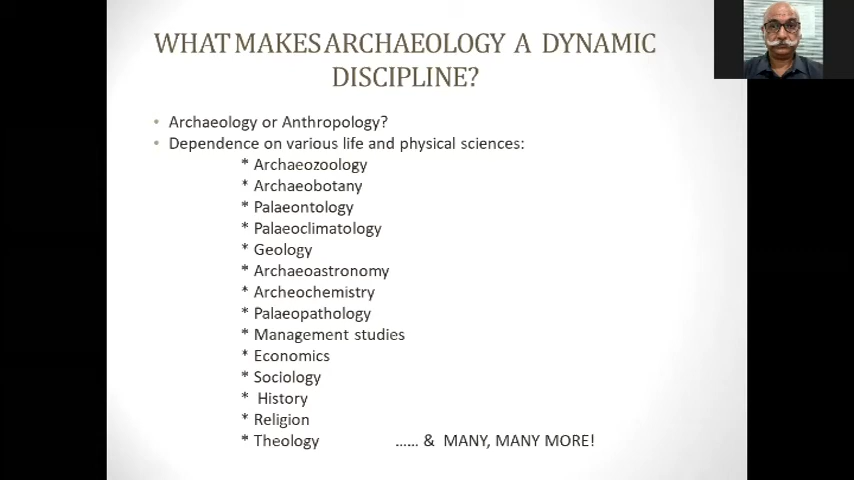 WHAT MAKES ARCHAEOLOGY A DYNAMIC
DISCIPLINE?
• Archaeology or Anthropology?
• Dependence on various life and physical sciences:
* Archaeozoology
* Archaeobotany
* Palaeontology
* Palaeoclimatology
* Geology
* Archaeoastronomy
* Archeochemistry
* Palaeopathology
* Management studies
* Economics
* Sociology
* History
* Religion
* Theology ...... & MANY, MANY MORE!